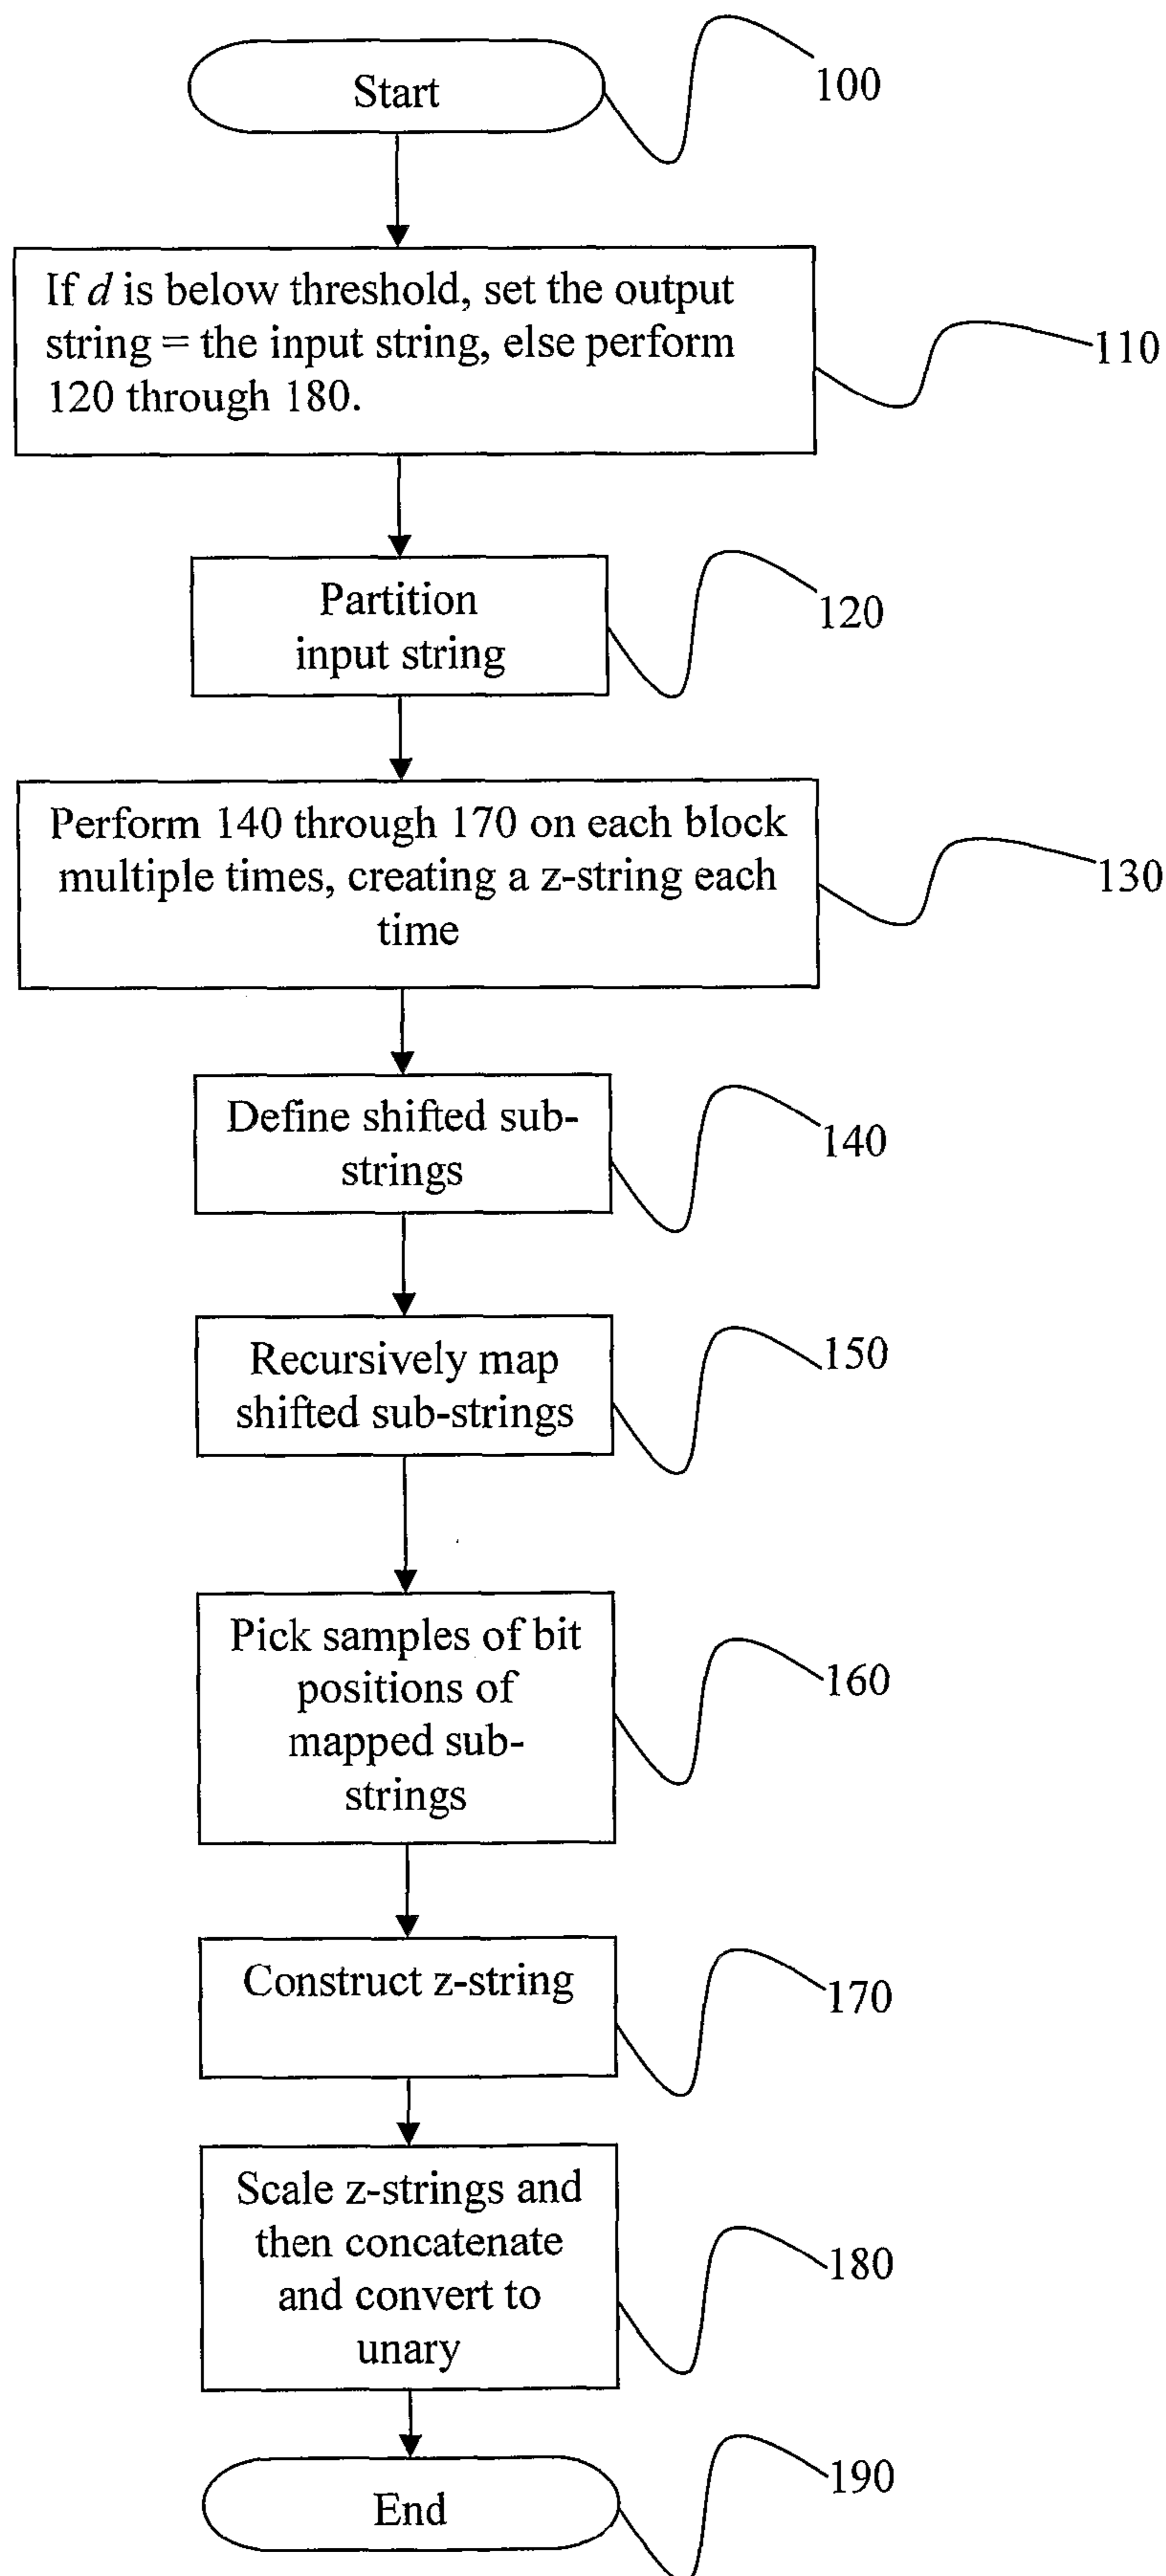 Start
100
If d is below threshold, set the output
string = the input string, else perform
120 through 180.
110
Partition
input string
120
Perform 140 through 170 on each block
multiple times, creating a z-string each
time
130
Define shifted sub-
strings
140
Recursively map
shifted sub-strings
150
Pick samples of bit
positions of
mapped sub-
strings
160
Construct z-string
170
Scale z-strings and
then concatenate
and convert to
unary
180
End
190